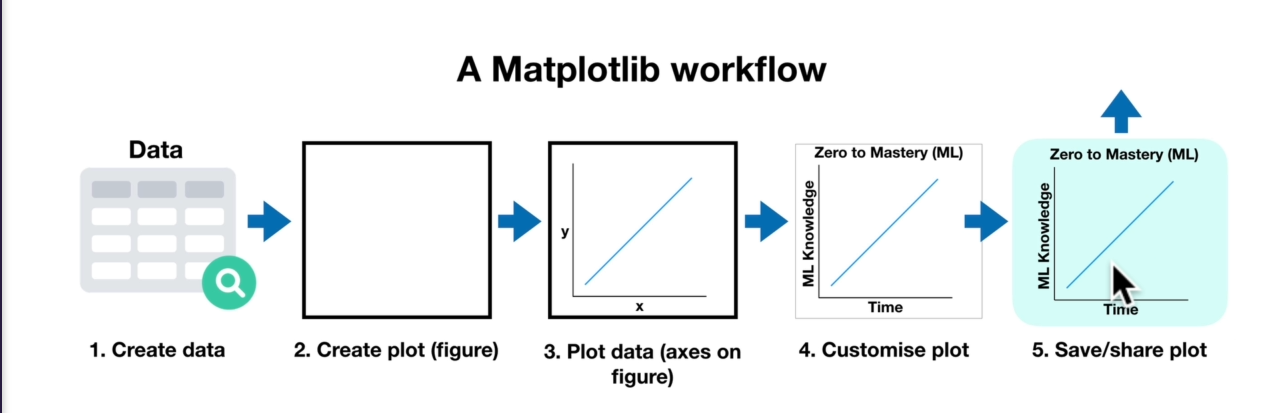 A Matplotlib workflow
Data
1. Create data
2. Create plot (figure)
y
x
3. Plot data (axes on
figure)
Zero to Mastery (ML)
ML Knowledge
Time
4. Customise plot
Zero to Mastery (ML)
ML Knowledge
Time
5. Save/share plot